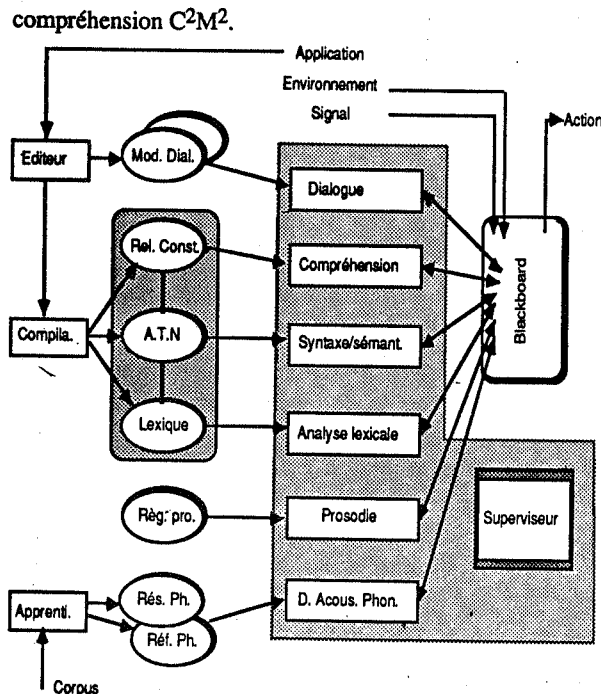 compréhension C²M².
Application
Environnement
Signal
Action
Editeur
Mod. Dial.
Dialogue
Rel. Const.
Compréhension
Blackboard
Compila.
A.T.N
Syntaxe/sémant.
Lexique
Analyse lexicale
Règ. pro.
Prosodie
Superviseur
Apprenti.
Rés. Ph.
D. Acous. Phon.
Réf. Ph.
Corpus